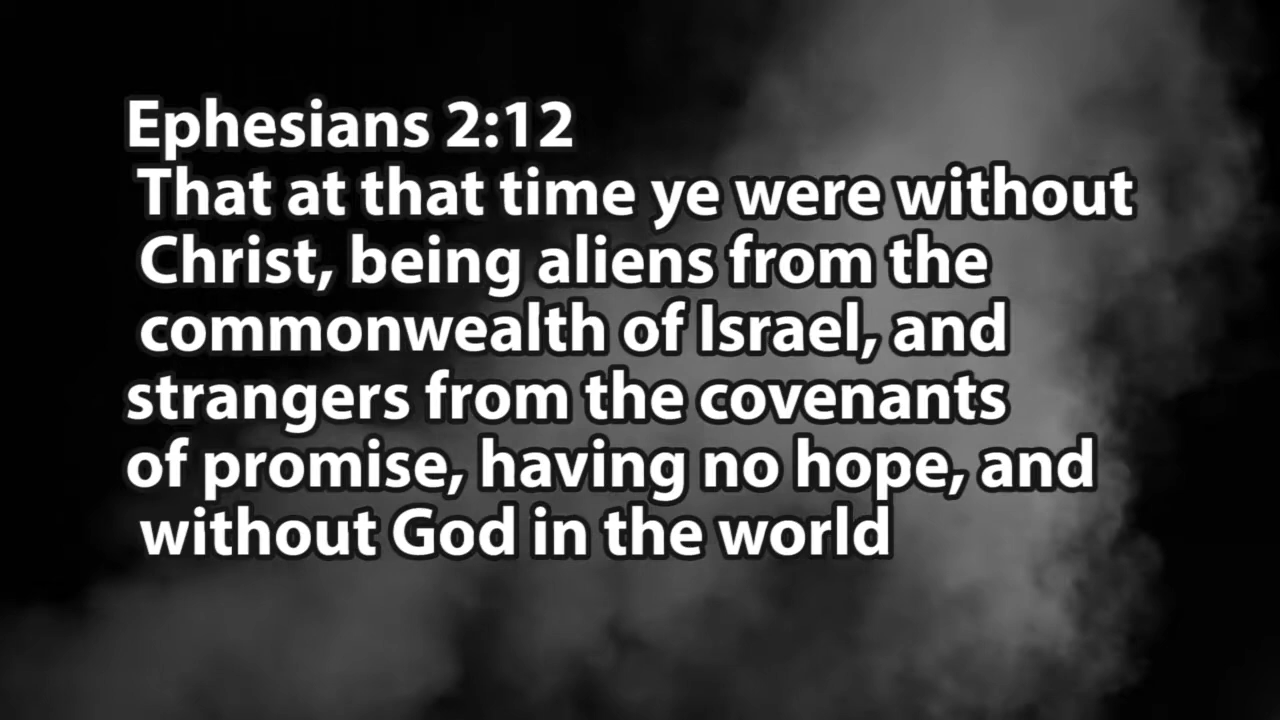 Ephesians 2:12
That at that time ye were without
Christ, being aliens from the
commonwealth of Israel, and
strangers from the covenants
of promise, having no hope, and
without God in the world